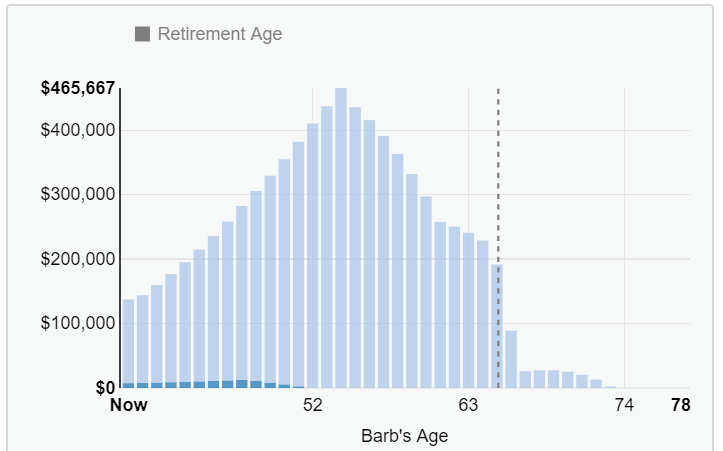 Retirement Age
$465,667
$400,000
$300,000
$200,000
$100,000
$0
Now 52 63 74 78
Barb's Age